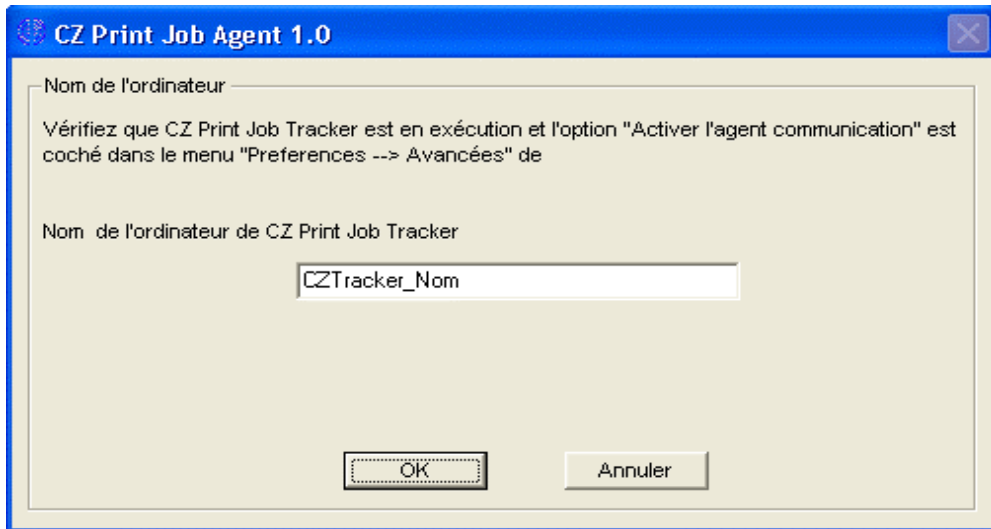 CZ Print Job Agent 1.0
Nom de l'ordinateur
Vérifiez que CZ Print Job Tracker est en exécution et l'option "Activer l'agent communication" est
coché dans le menu "Preferences --> Avancées" de
Nom  de l'ordinateur de CZ Print Job Tracker
CZTracker_Nom
OK
Annuler